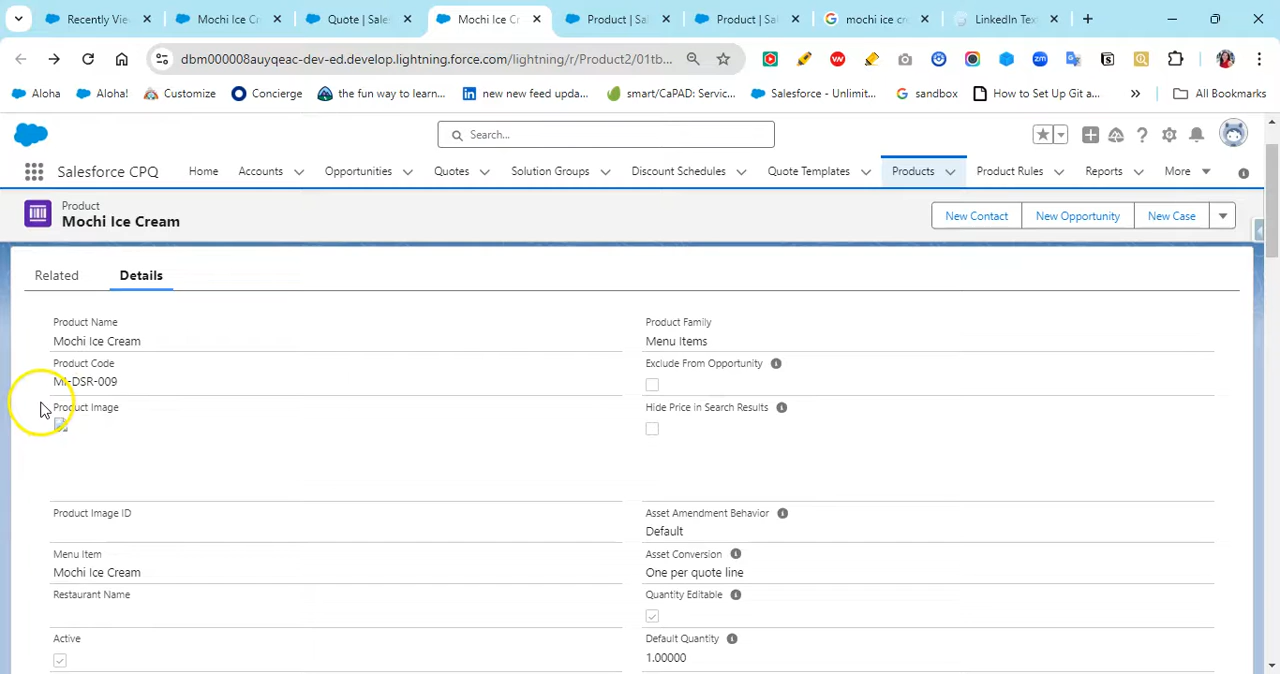 Recently Vie
Mochi Ice C
Quote | Sale
Mochi Ice C
Product | Sa
Product | Sa
mochi ice cr
LinkedIn Tex
dbm000008auyqeac-dev-ed.develop.lightning.force.com/lightning/r/Product2/01tb...
Aloha
Aloha!
Customize
Concierge
the fun way to learn...
new new feed upda...
smart/CaPAD: Servic...
Salesforce - Unlimit...
sandbox
How to Set Up Git a...
All Bookmarks
Search...
Salesforce CPQ
Home
Accounts
Opportunities
Quotes
Solution Groups
Discount Schedules
Quote Templates
Products
Product Rules
Reports
More
Product
Mochi Ice Cream
New Contact
New Opportunity
New Case
Related
Details
Product Name
Mochi Ice Cream
Product Family
Menu Items
Product Code
MI-DSR-009
Exclude From Opportunity
Product Image
Hide Price in Search Results
Product Image ID
Asset Amendment Behavior
Default
Menu Item
Mochi Ice Cream
Asset Conversion
One per quote line
Restaurant Name
Quantity Editable
Active
Default Quantity
1.00000